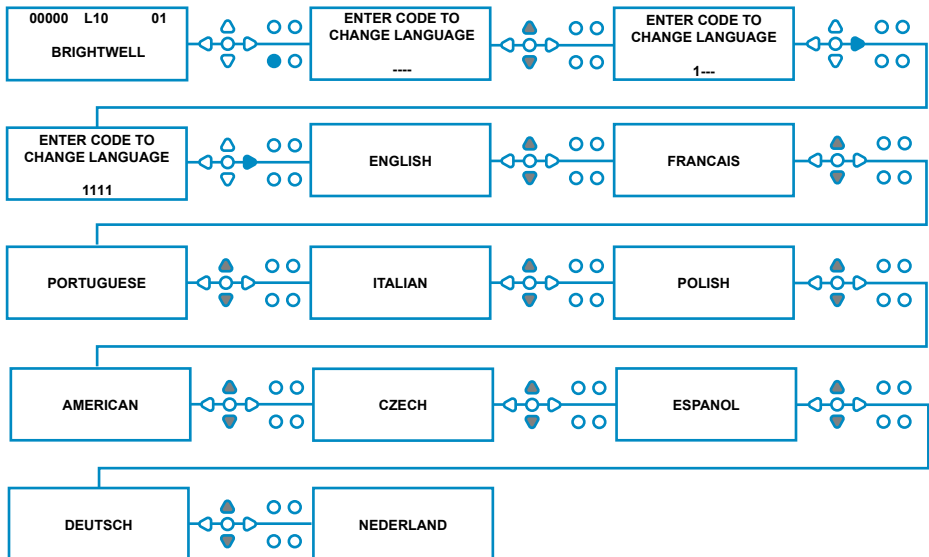 00000 L10 01
BRIGHTWELL
ENTER CODE TO
CHANGE LANGUAGE
----
ENTER CODE TO
CHANGE LANGUAGE
1---
ENTER CODE TO
CHANGE LANGUAGE
1111
ENGLISH
FRANCAIS
PORTUGUESE
ITALIAN
POLISH
AMERICAN
CZECH
ESPANOL
DEUTSCH
NEDERLAND